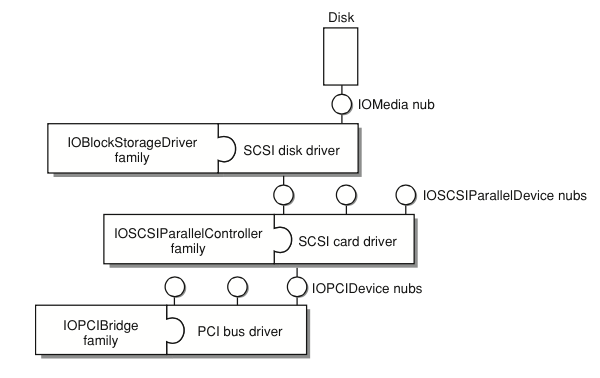 Disk
IOMedia nub
IOBlockStorageDriver
family
SCSI disk driver
IOSCSIParallelDevice nubs
IOSCSIParallelController
family
SCSI card driver
IOPCIDevice nubs
IOPCIBridge
family
PCI bus driver